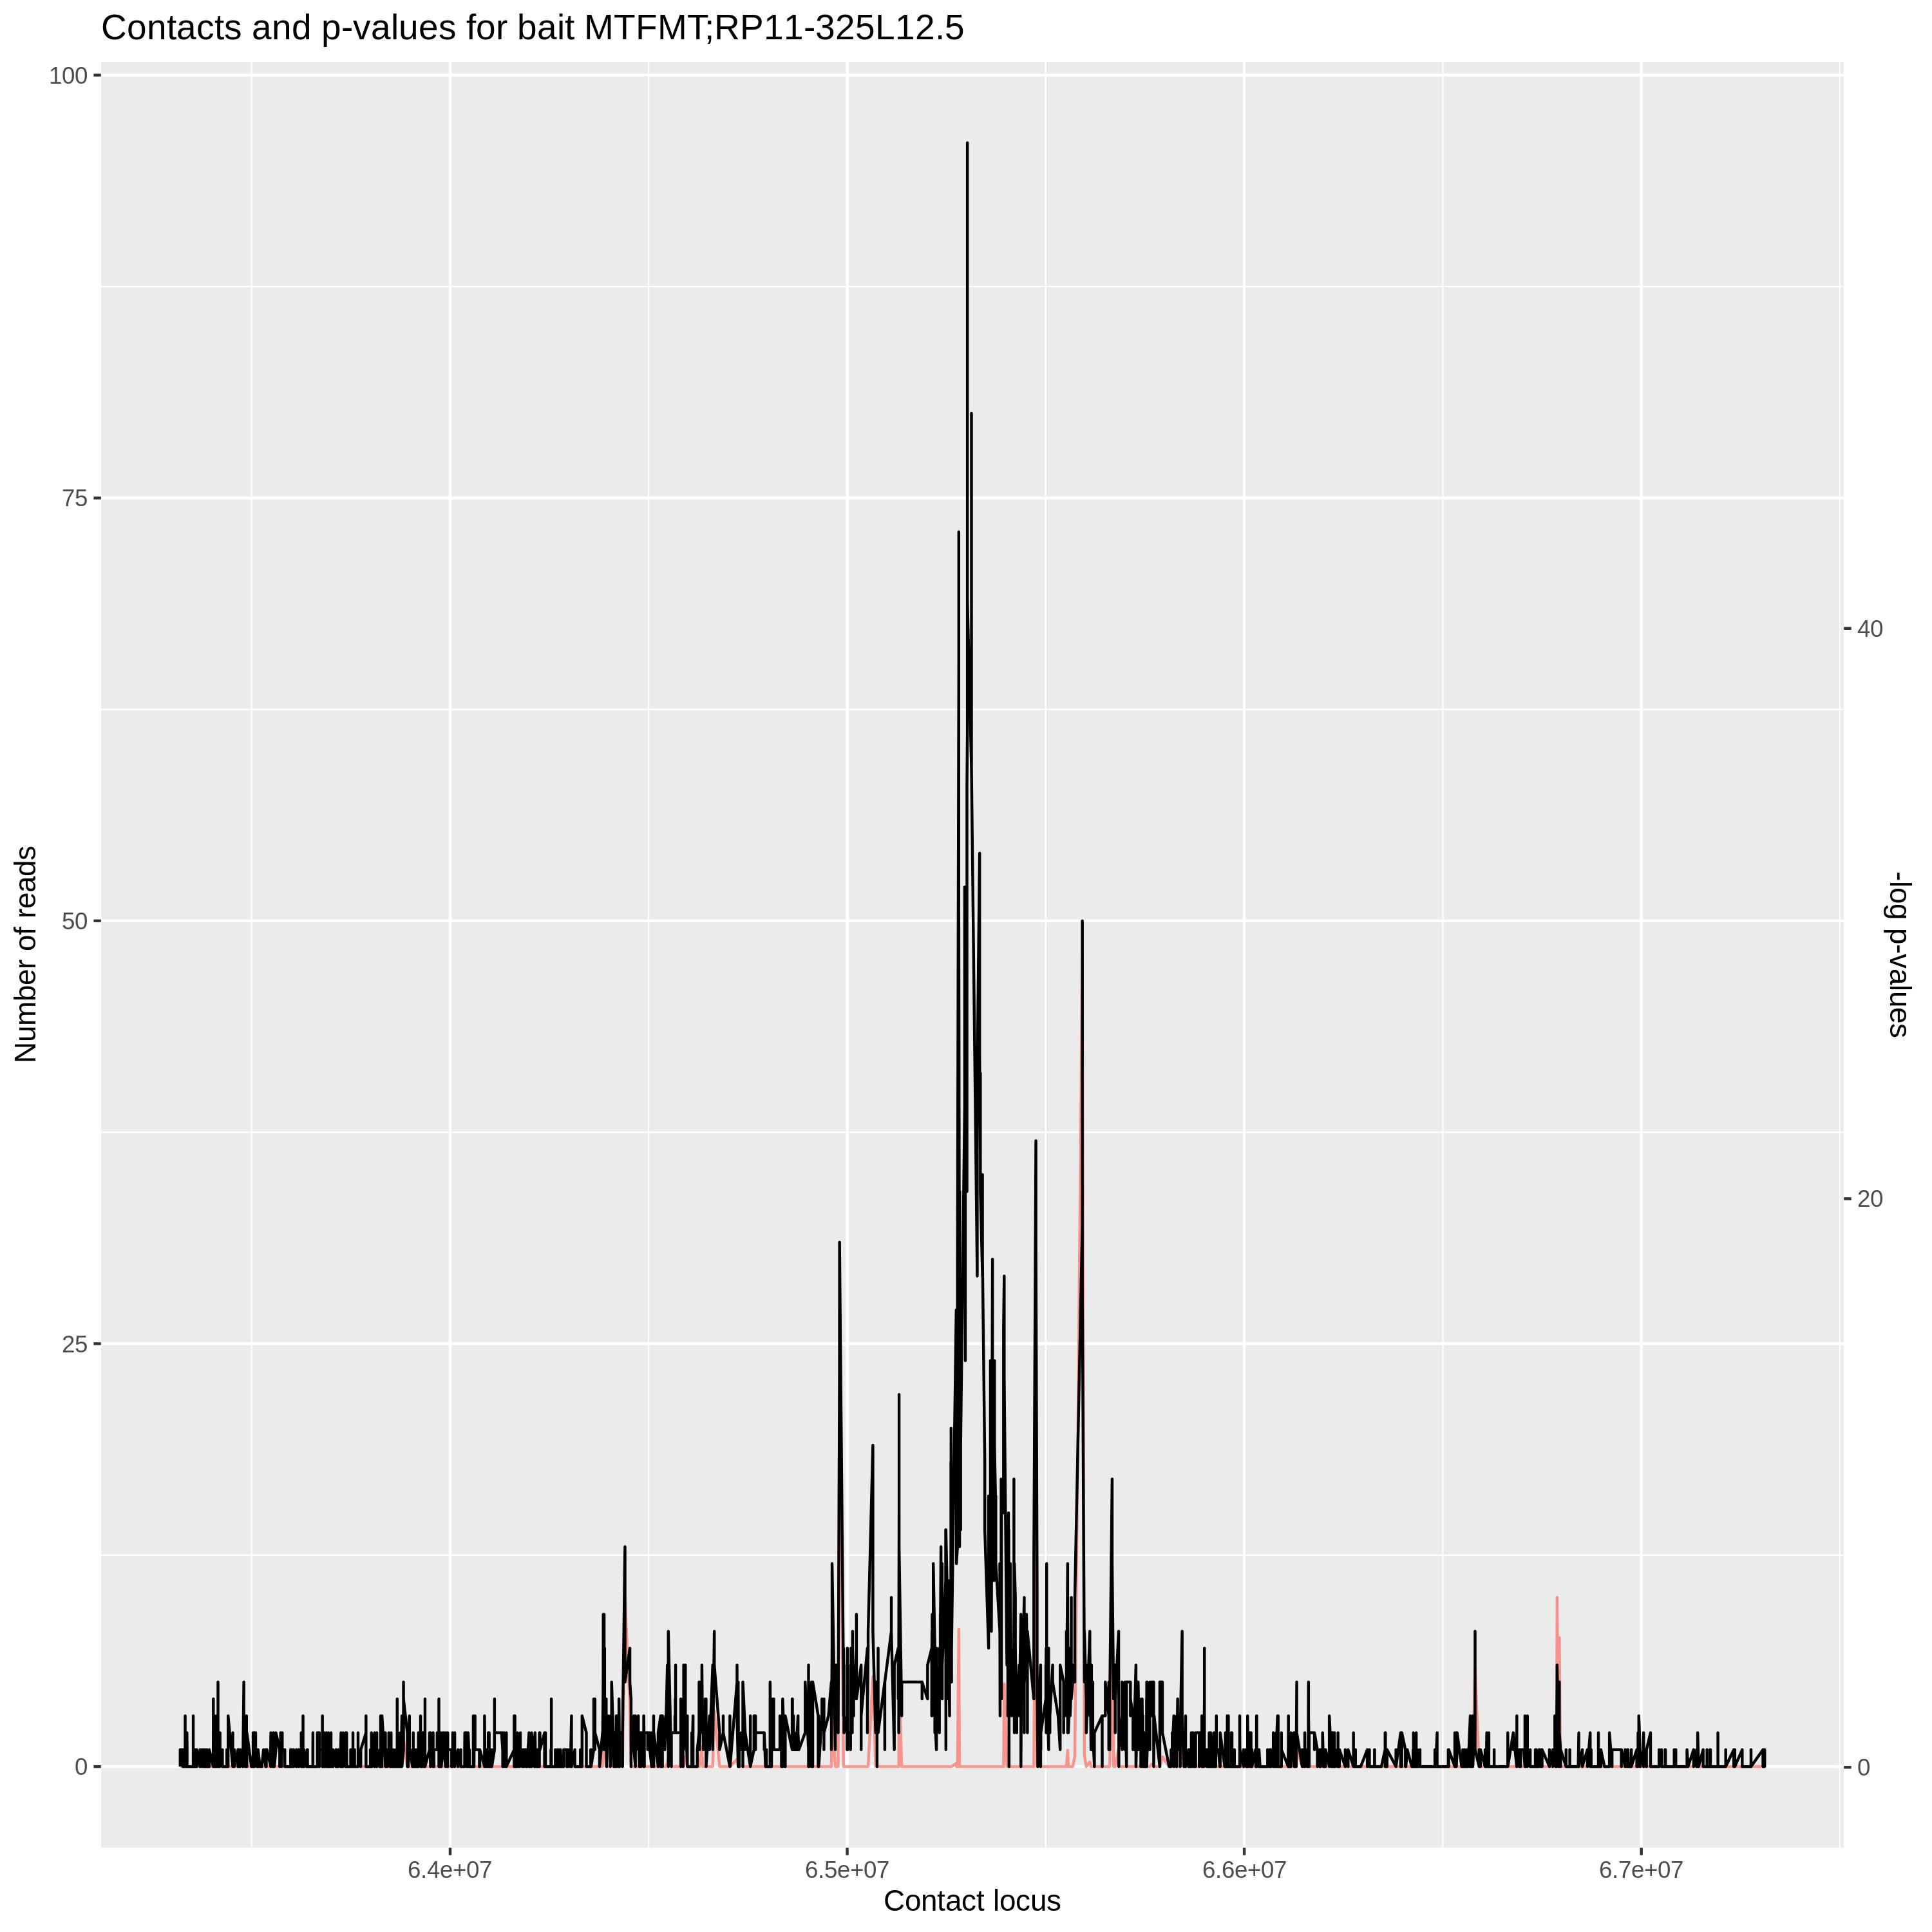 Contacts and p-values for bait MTFMT;RP11-325L12.5
100
75
50
25
0
Number of reads
40
20
0
-log p-values
6.4e+07 6.5e+07 6.6e+07 6.7e+07
Contact locus